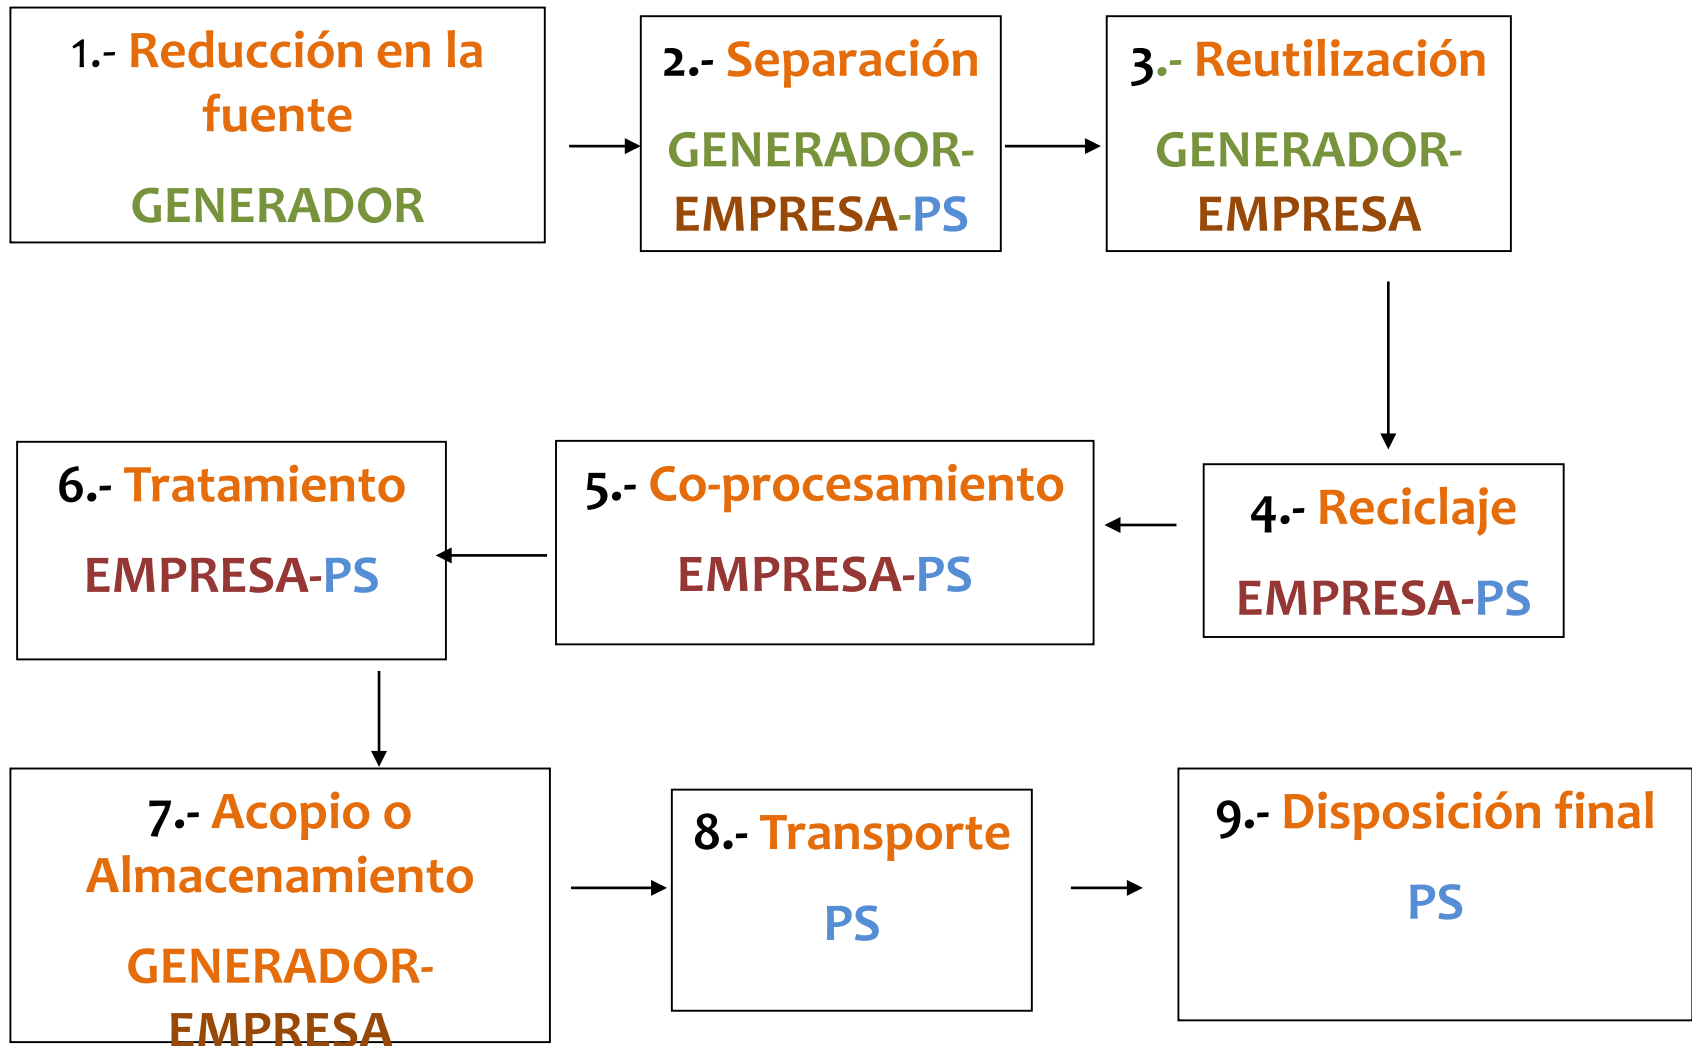 1.- Reducción en la
fuente
GENERADOR
2.- Separación
GENERADOR-
EMPRESA-PS
3.- Reutilización
GENERADOR-
EMPRESA
4.- Reciclaje
EMPRESA-PS
5.- Co-procesamiento
EMPRESA-PS
6.- Tratamiento
EMPRESA-PS
7.- Acopio o
Almacenamiento
GENERADOR-
EMPRESA
8.- Transporte
PS
9.- Disposición final
PS